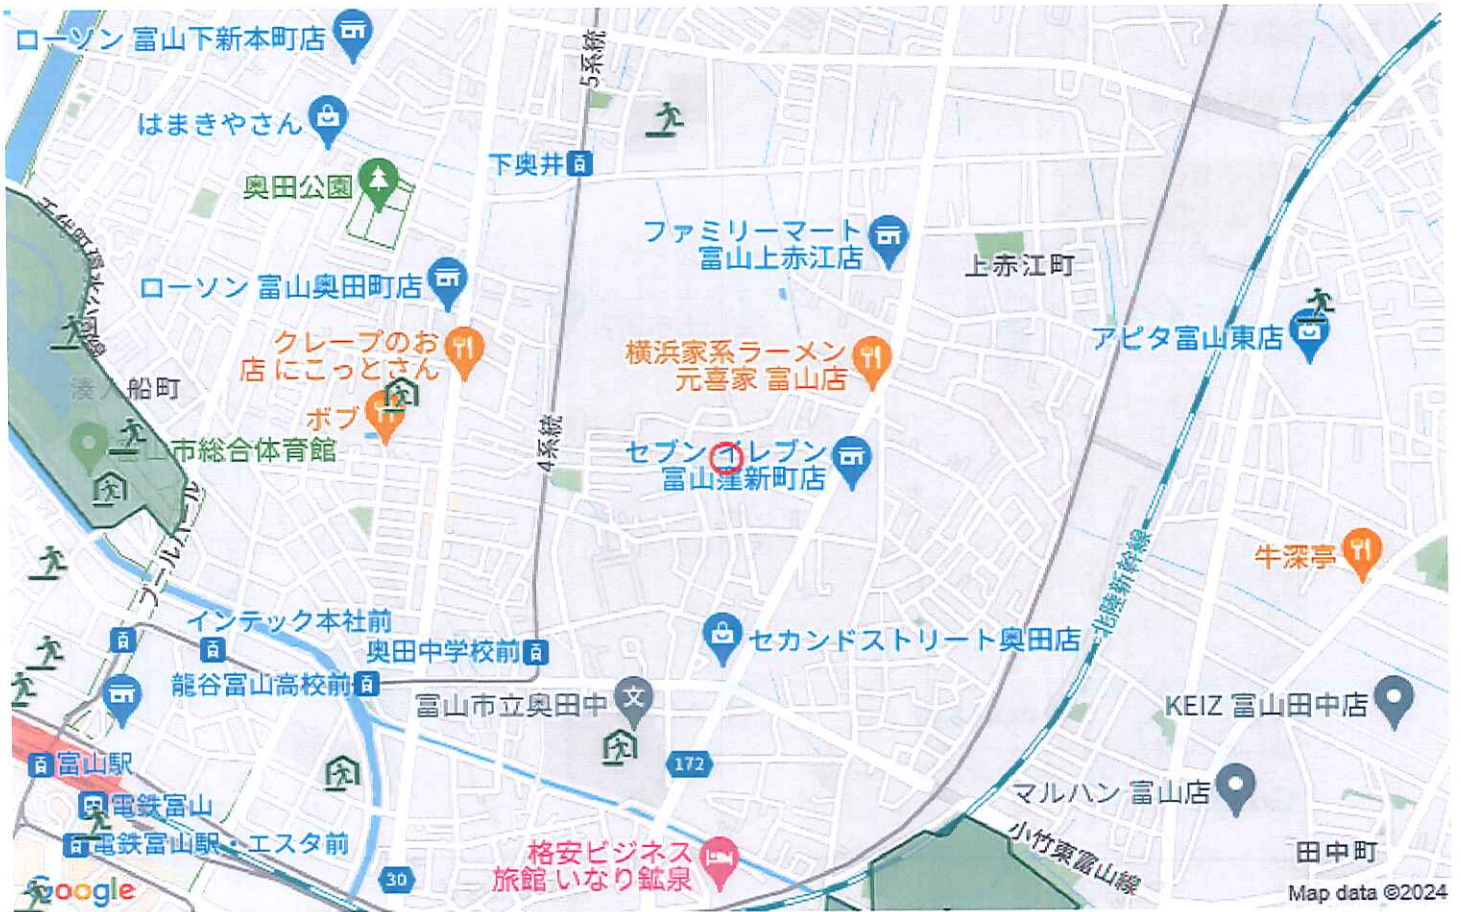 ローソン 富山下新本町店
5系統
はまきやさん
下奥井
奥田公園
ファミリーマート
富山上赤江店
上赤江町
ローソン 富山奥田町店
アピタ富山東店
クレープのお
店 にこっとさん
横浜家系ラーメン
元喜家 富山店
湊入船町
ボブ
4系統
市総合体育館
セブン イレブン
富山窪新町店
ブールバール
北陸新幹線
牛深亭
インテック本社前
奥田中学校前
セカンドストリート奥田店
龍谷富山高校前
富山市立奥田中
文
KEIZ 富山田中店
富山駅
172
マルハン 富山店
電鉄富山
電鉄富山駅・エスタ前
格安ビジネス
旅館 いなり鉱泉
小竹東富山線
田中町
30
Google
Map data ©2024